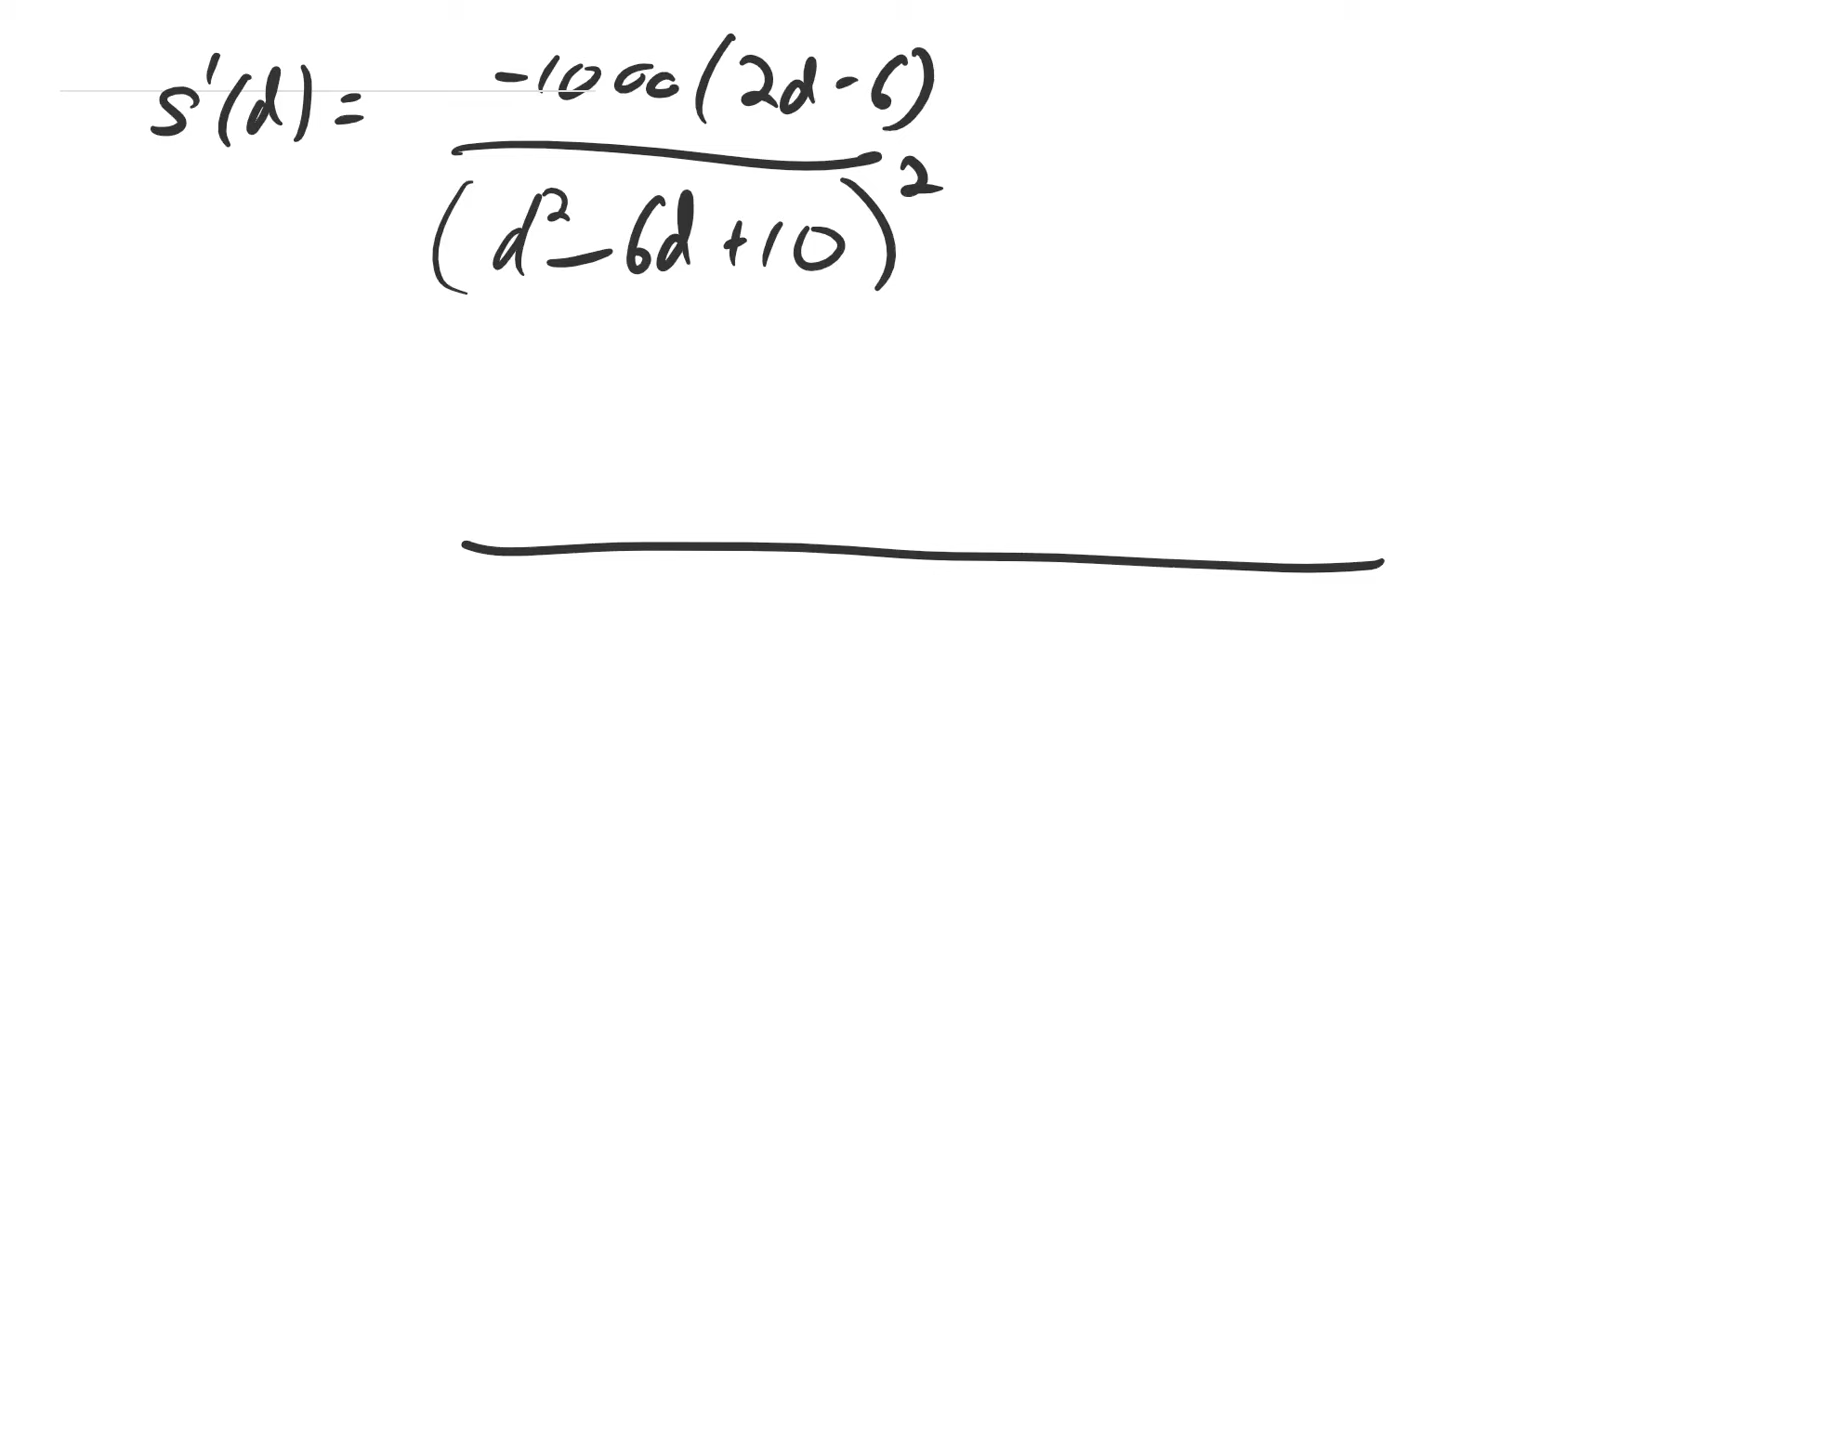 s'(d) = -1000(2d-6)
(d²-6d+10)²